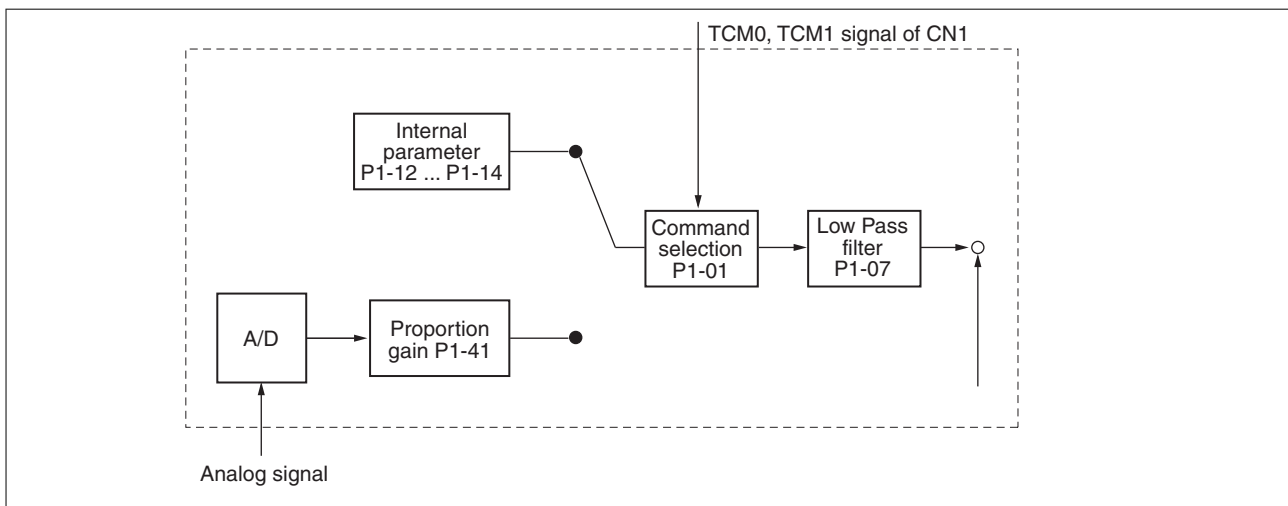 TCM0, TCM1 signal of CN1
Internal
parameter
P1-12 ... P1-14
Command
selection
P1-01
Low Pass
filter
P1-07
A/D
Proportion
gain P1-41
Analog signal